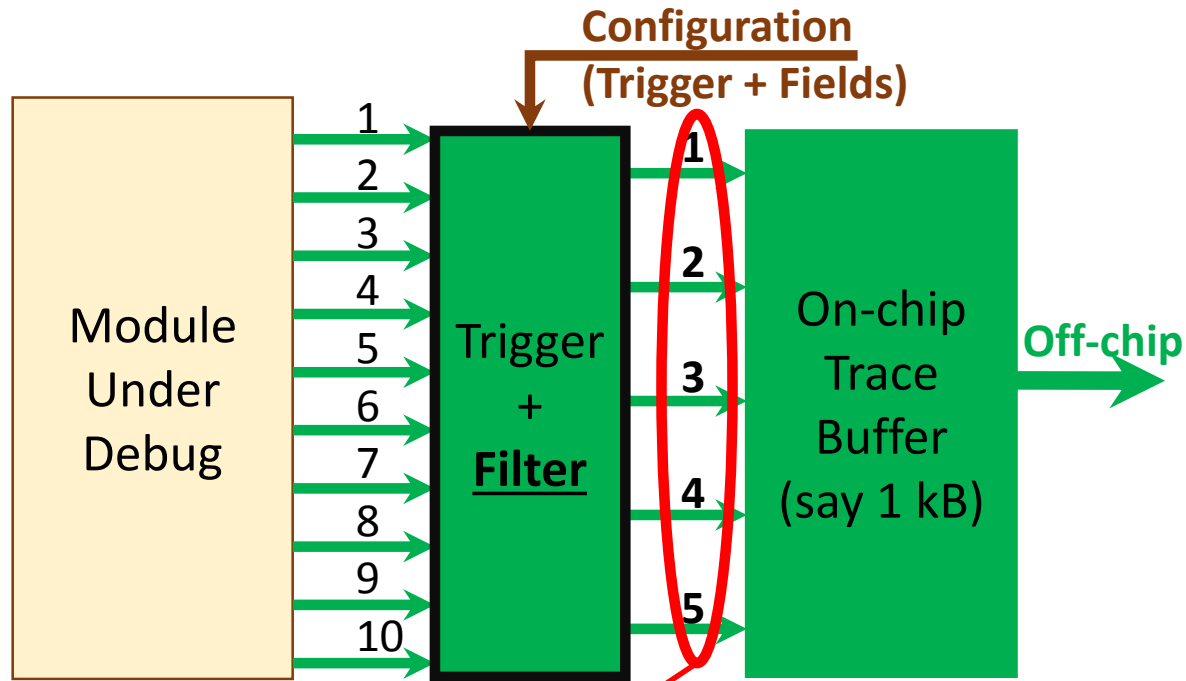 Configuration
(Trigger + Fields)
Module
Under
Debug
1
2
3
4
5
6
7
8
9
10
Trigger
+
Filter
1
2
3
4
5
On-chip
Trace
Buffer
(say 1 kB)
Off-chip